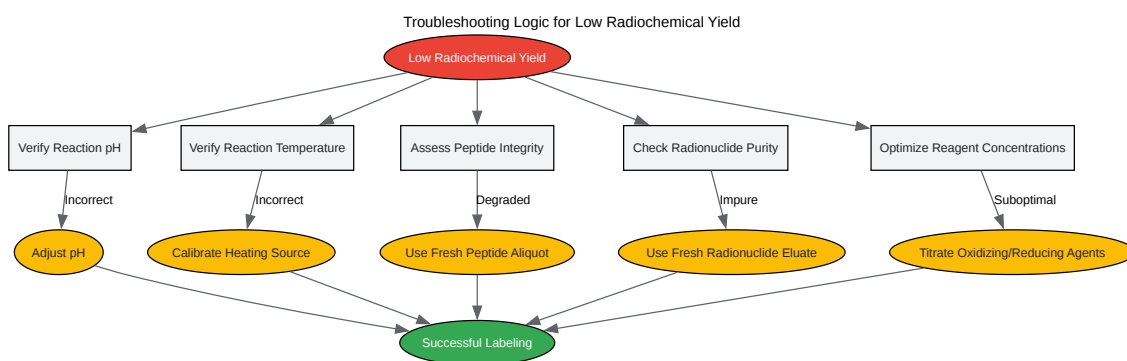 Troubleshooting Logic for Low Radiochemical Yield
Low Radiochemical Yield
Verify Reaction pH
Verify Reaction Temperature
Assess Peptide Integrity
Check Radionuclide Purity
Optimize Reagent Concentrations
Incorrect
Incorrect
Degraded
Impure
Suboptimal
Adjust pH
Calibrate Heating Source
Use Fresh Peptide Aliquot
Use Fresh Radionuclide Eluate
Titrate Oxidizing/Reducing Agents
Successful Labeling